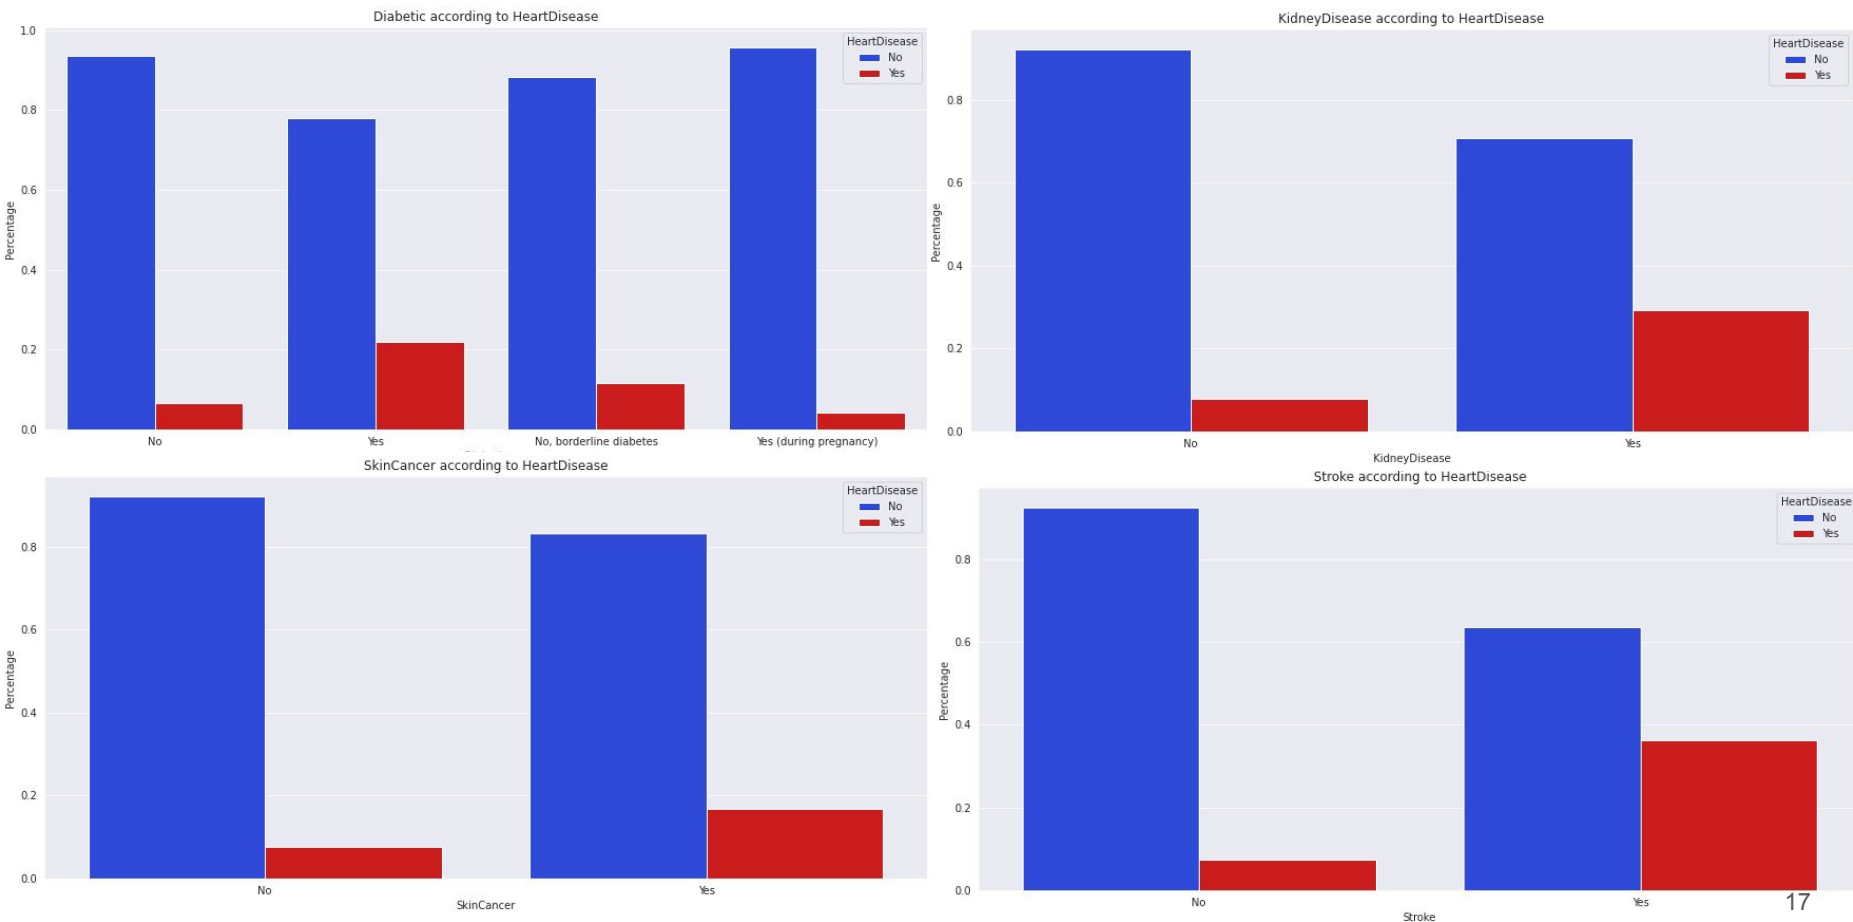 Diabetic according to HeartDisease
1.0
0.8
0.6
0.4
0.2
0.0
Percentage
HeartDisease
No
Yes
No
Yes
No, borderline diabetes
Yes (during pregnancy)
KidneyDisease according to HeartDisease
0.8
0.6
0.4
0.2
0.0
Percentage
HeartDisease
No
Yes
No
Yes
KidneyDisease
SkinCancer according to HeartDisease
0.8
0.6
0.4
0.2
0.0
Percentage
HeartDisease
No
Yes
No
Yes
SkinCancer
Stroke according to HeartDisease
0.8
0.6
0.4
0.2
0.0
Percentage
HeartDisease
No
Yes
No
Yes
Stroke
17